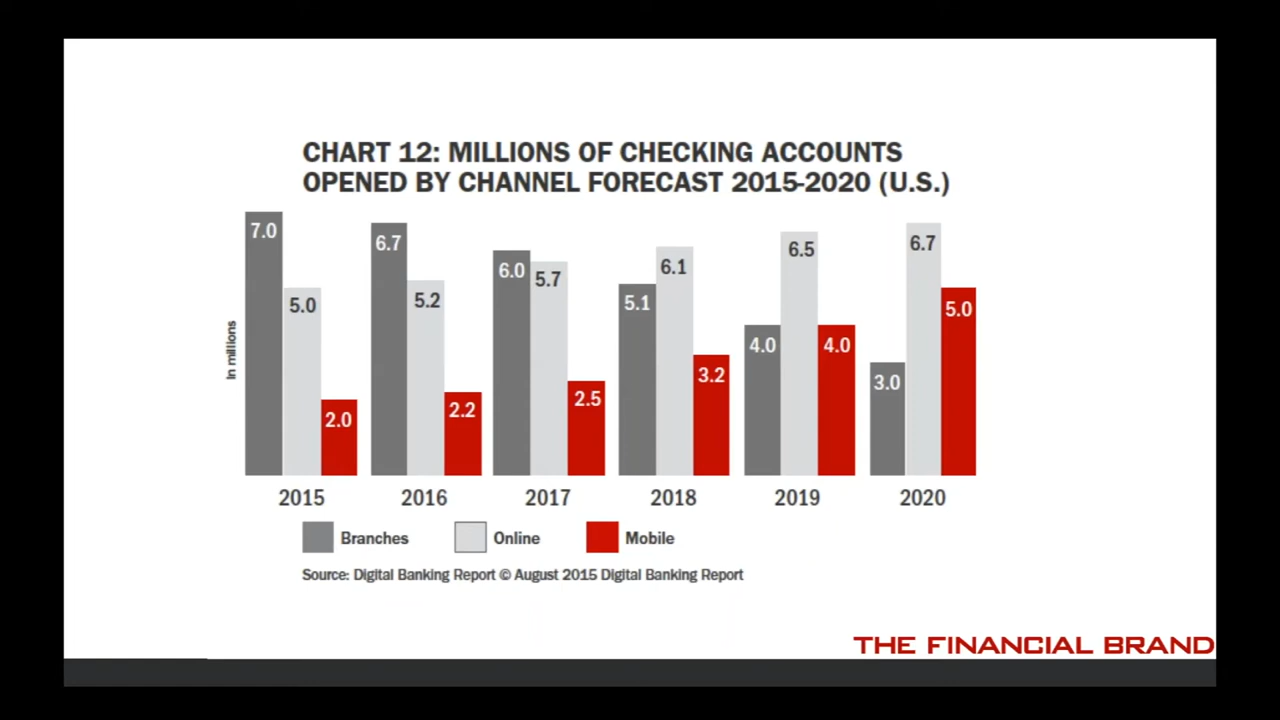 CHART 12: MILLIONS OF CHECKING ACCOUNTS
OPENED BY CHANNEL FORECAST 2015-2020 (U.S.)
In millions
7.0
5.0
2.0
6.7
5.2
2.2
6.0
5.7
2.5
5.1
6.1
3.2
4.0
6.5
4.0
3.0
6.7
5.0
2015 2016 2017 2018 2019 2020
Branches Online Mobile
Source: Digital Banking Report © August 2015 Digital Banking Report
THE FINANCIAL BRAND